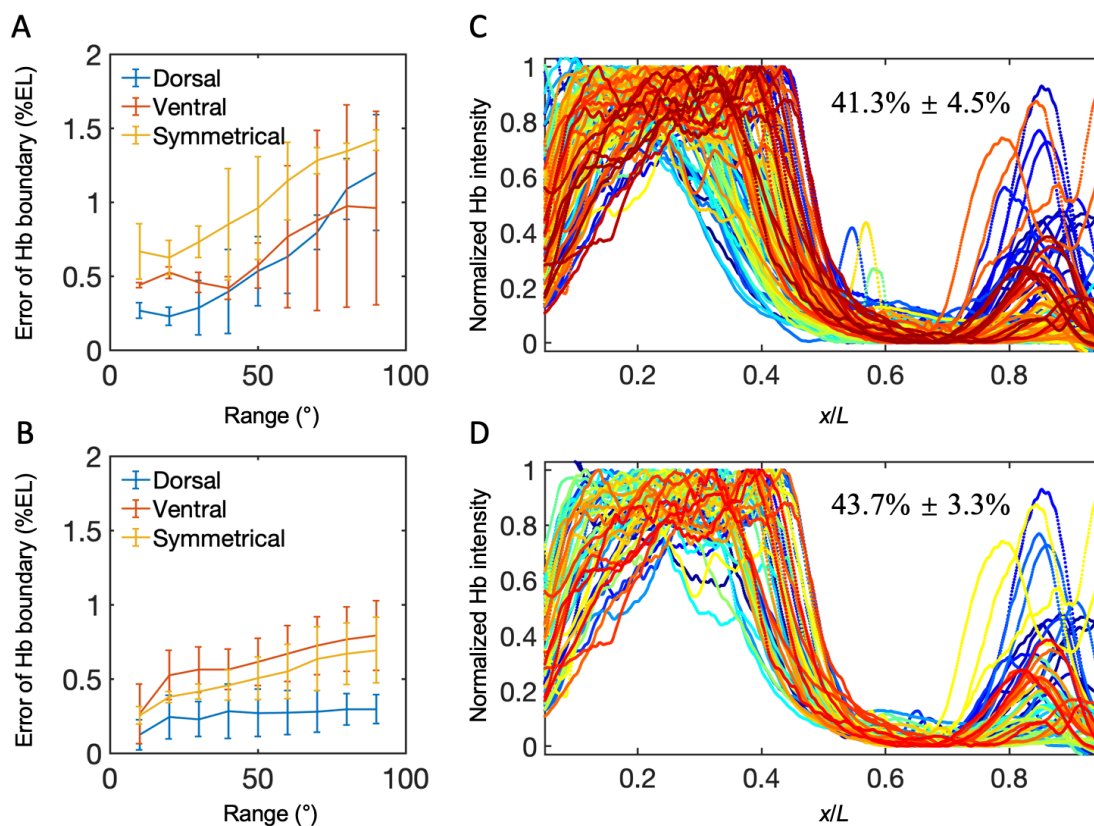 A
Error of Hb boundary (%EL)
2
1.5
1
0.5
0
Dorsal
Ventral
Symmetrical
0
50
100
Range (°)
C
Normalized Hb intensity
1
0.8
0.6
0.4
0.2
0
41.3% ± 4.5%
0.2
0.4
0.6
0.8
x/L
B
Error of Hb boundary (%EL)
2
1.5
1
0.5
0
Dorsal
Ventral
Symmetrical
0
50
100
Range (°)
D
Normalized Hb intensity
1
0.8
0.6
0.4
0.2
0
43.7% ± 3.3%
0.2
0.4
0.6
0.8
x/L